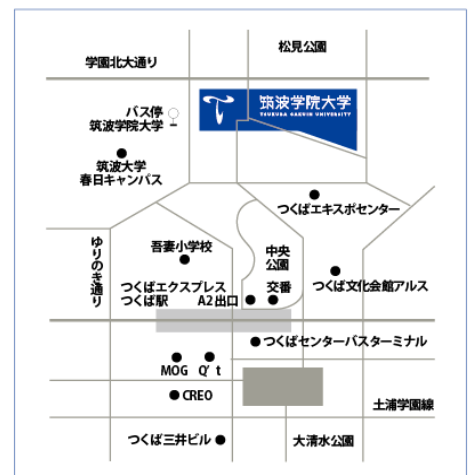 松見公園
学園北大通り
筑波学院大学
TSUKUBA GAKUIN UNIVERSITY
バス停
筑波学院大学
筑波大学
春日キャンパス
つくばエキスポセンター
ゆりのき通り
吾妻小学校
中央
公園
つくばエクスプレス
つくば駅
A2出口
交番
つくば文化会館アルス
つくばセンターバスターミナル
MOG
Q't
CREO
土浦学園線
つくば三井ビル
大清水公園